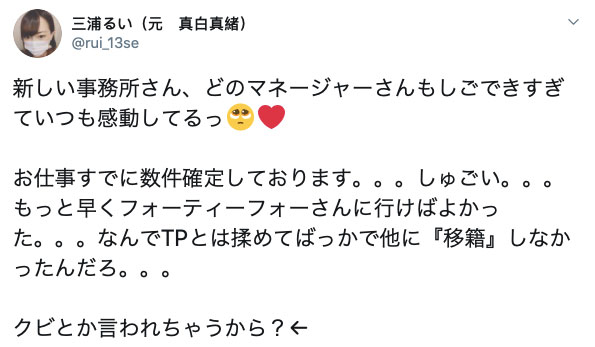 三浦るい（元　真白真緒）
@rui_13se
新しい事務所さん、どのマネージャーさんもしごできすぎ
ていつも感動してるっ🥺❤️
お仕事すでに数件確定しております。。。しゅごい。。。
もっと早くフォーティーフォーさんに行けばよかっ
た。。。なんでTPとは揉めてばっかで他に『移籍』しなか
ったんだろ。。。
クビとか言われちゃうから？←